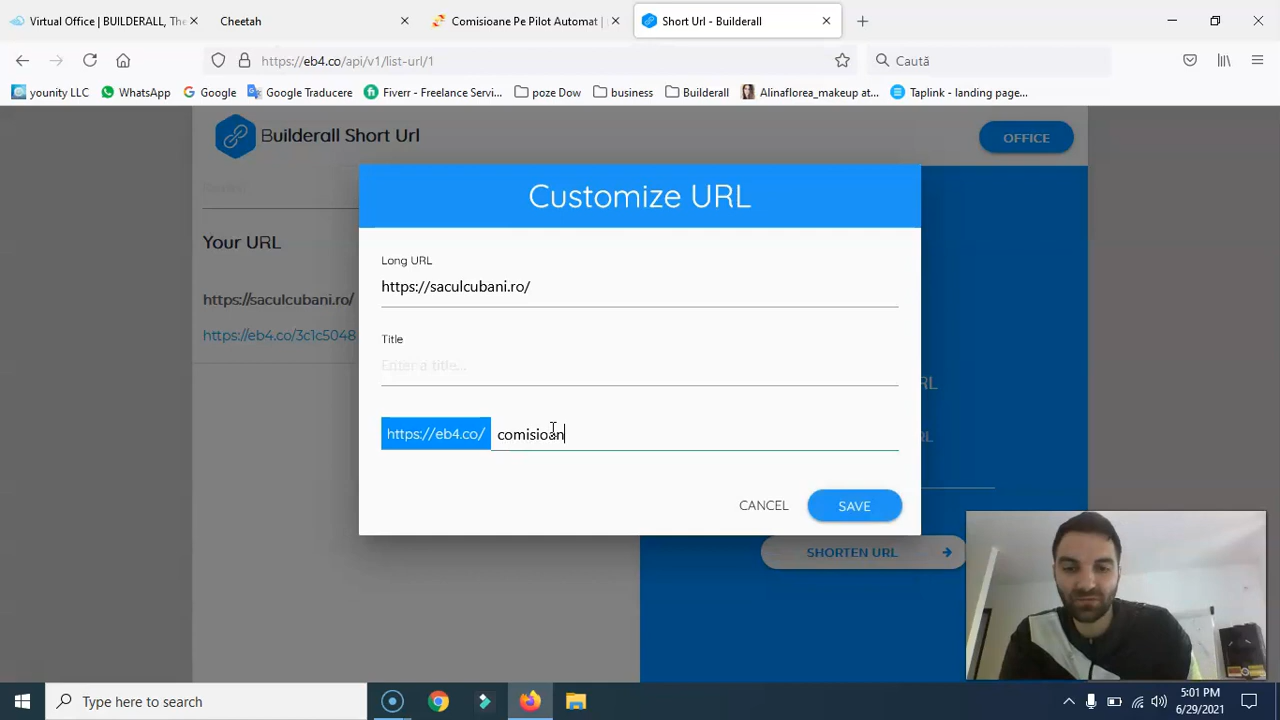 Virtual Office | BUILDERALL, The
Cheetah
Comisioane Pe Pilot Automat |
Short Url - Builderall
https://eb4.co/api/v1/list-url/1
Caută
younity LLC
WhatsApp
Google
Google Traducere
Fiverr - Freelance Servi...
poze Dow
business
Builderall
Alinaflorea_makeup at...
Taplink - landing page...
Builderall Short Url
OFFICE
Customize URL
Your URL
Long URL
https://saculcubani.ro/
https://saculcubani.ro/
https://eb4.co/3c1c5048
Title
Enter a title...
RL
https://eb4.co/ comisioan
RL
CANCEL
SAVE
SHORTEN URL
Type here to search
5:01 PM
6/29/2021